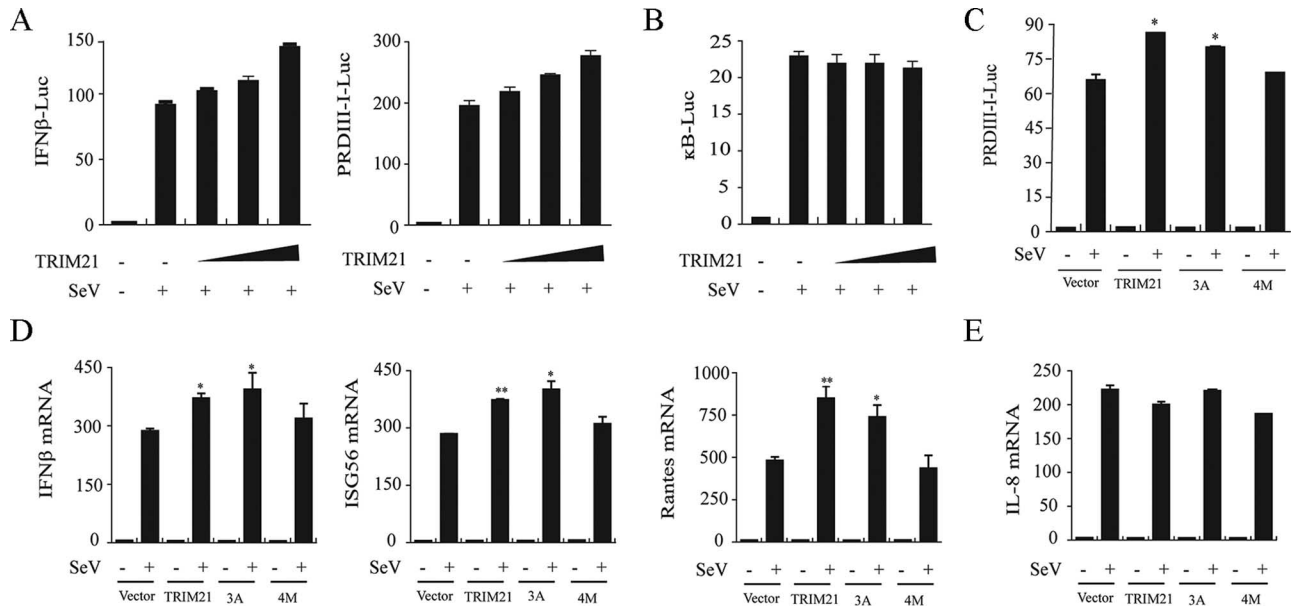 A
IFNβ-Luc
150
100
50
0
TRIM21 - -
SeV - + + + +
PRDIII-I-Luc
300
200
100
0
- -
SeV - + + + +
B
κB-Luc
30
25
20
15
10
5
0
TRIM21 - -
SeV - + + + +
C
PRDIII-I-Luc
90
75
60
45
30
15
0
* *
SeV - + - + - + - +
Vector TRIM21 3A 4M
D
IFNβ mRNA
450
300
150
0
* *
SeV - + - + - + - +
Vector TRIM21 3A 4M
ISG56 mRNA
450
300
150
0
** *
SeV - + - + - + - +
Vector TRIM21 3A 4M
Rantes mRNA
1000
750
500
250
0
** *
SeV - + - + - + - +
Vector TRIM21 3A 4M
E
IL-8 mRNA
250
200
150
100
50
0
SeV - + - + - + - +
Vector TRIM21 3A 4M